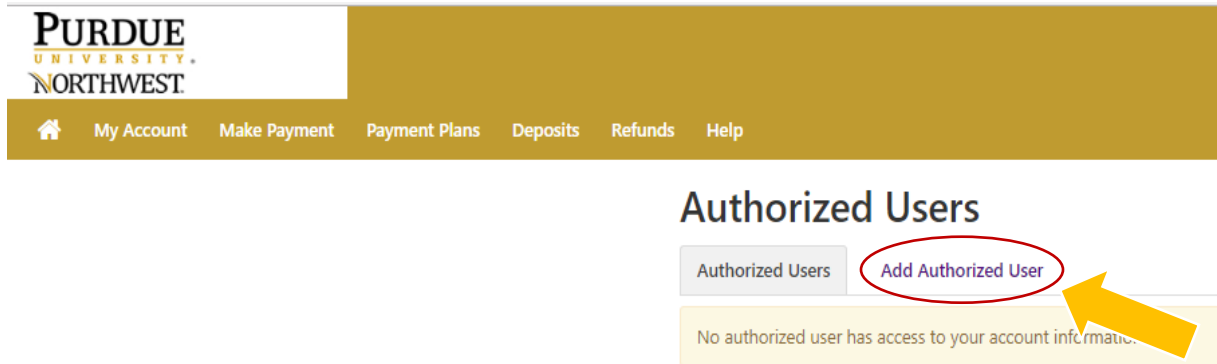 PURDUE
UNIVERSITY®
NORTHWEST
My Account Make Payment Payment Plans Deposits Refunds Help
Authorized Users
Authorized Users Add Authorized User
No authorized user has access to your account